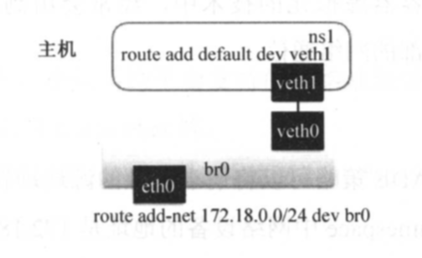 主机
ns1
route add default dev veth1
veth1
veth0
br0
eth0
route add-net 172.18.0.0/24 dev br0